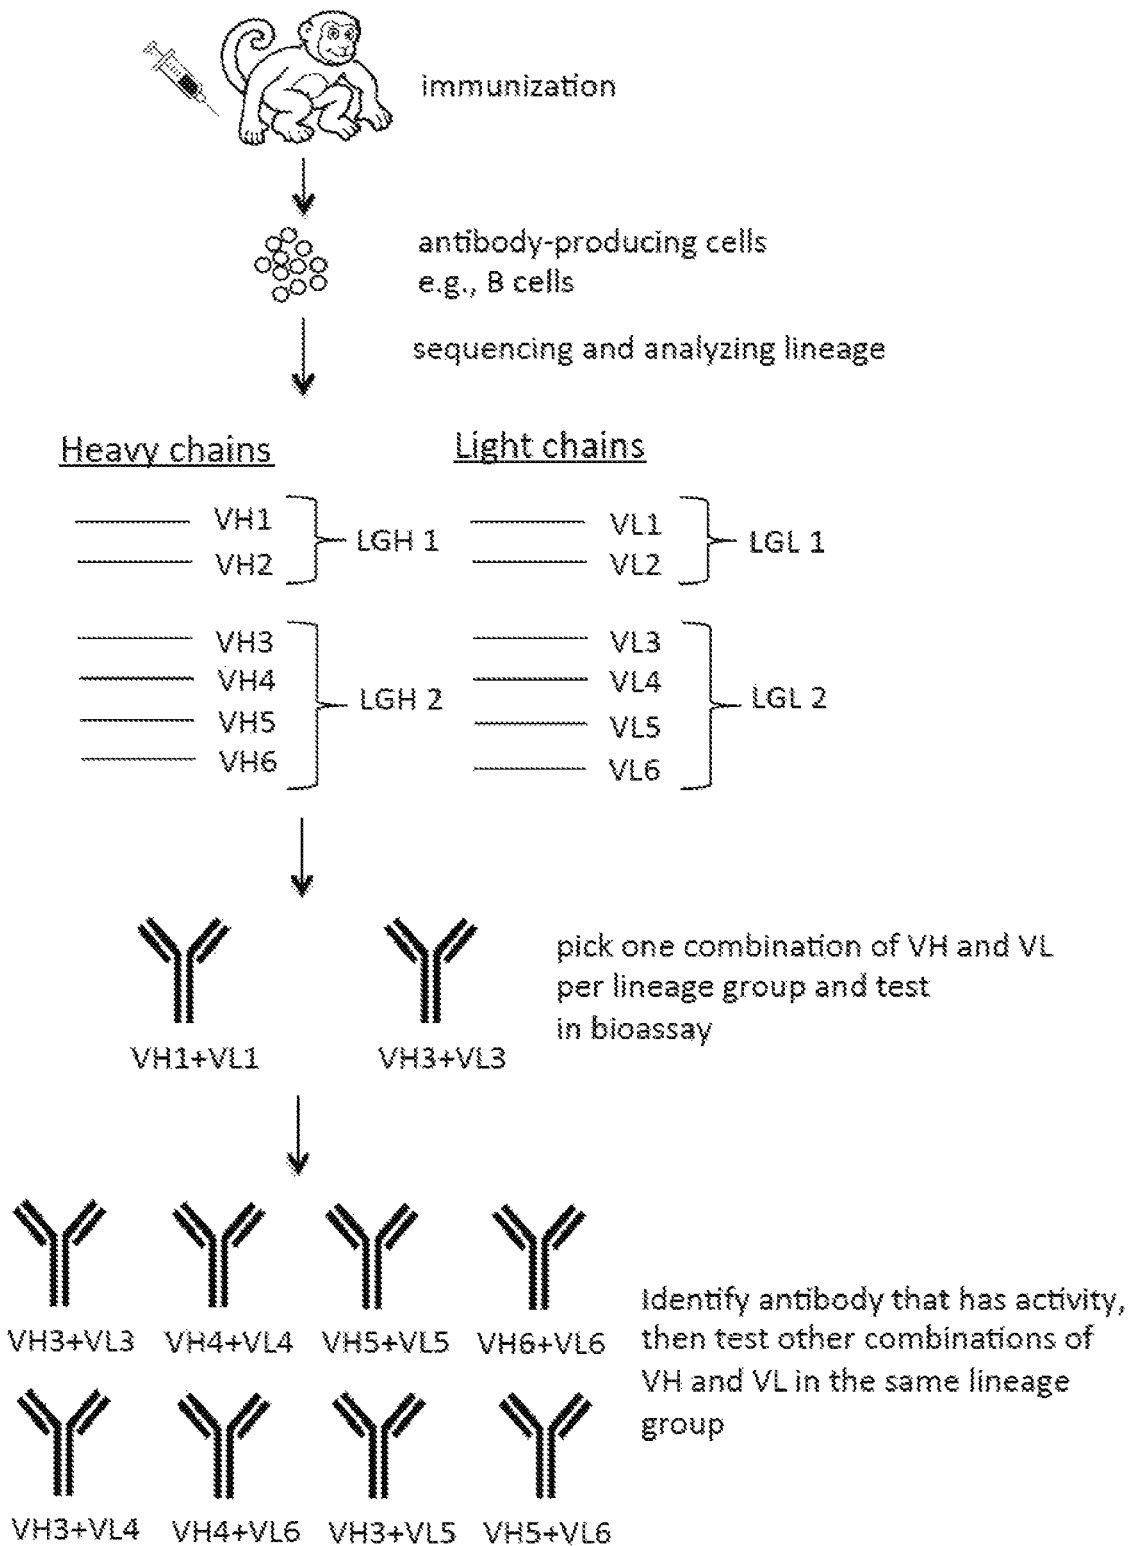 immunization
antibody-producing cells
e.g., B cells
sequencing and analyzing lineage
Heavy chains
Light chains
VH1
VH2
LGH 1
VL1
VL2
LGL 1
VH3
VH4
VH5
VH6
LGH 2
VL3
VL4
VL5
VL6
LGL 2
pick one combination of VH and VL
per lineage group and test
in bioassay
VH1+VL1
VH3+VL3
VH3+VL3
VH4+VL4
VH5+VL5
VH6+VL6
Identify antibody that has activity,
then test other combinations of
VH and VL in the same lineage
group
VH3+VL4
VH4+VL6
VH3+VL5
VH5+VL6